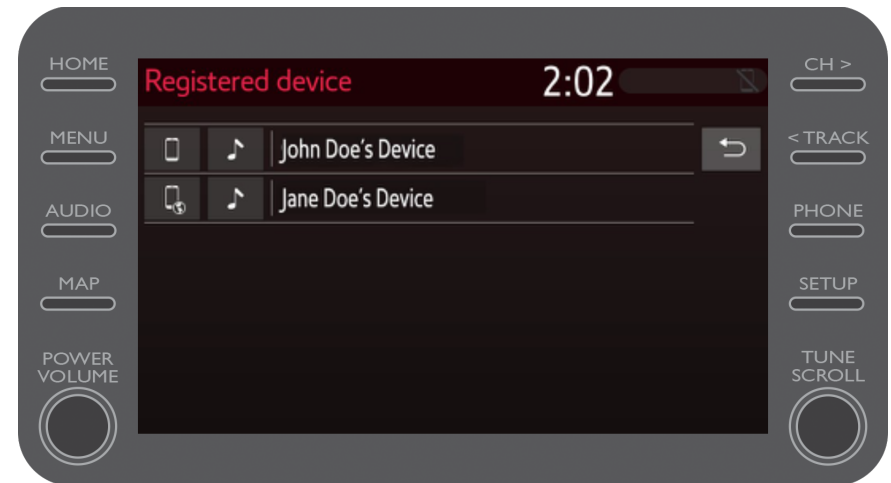 HOME
MENU
AUDIO
MAP
POWER
VOLUME
Registered device 2:02
John Doe's Device
Jane Doe's Device
CH >
< TRACK
PHONE
SETUP
TUNE
SCROLL